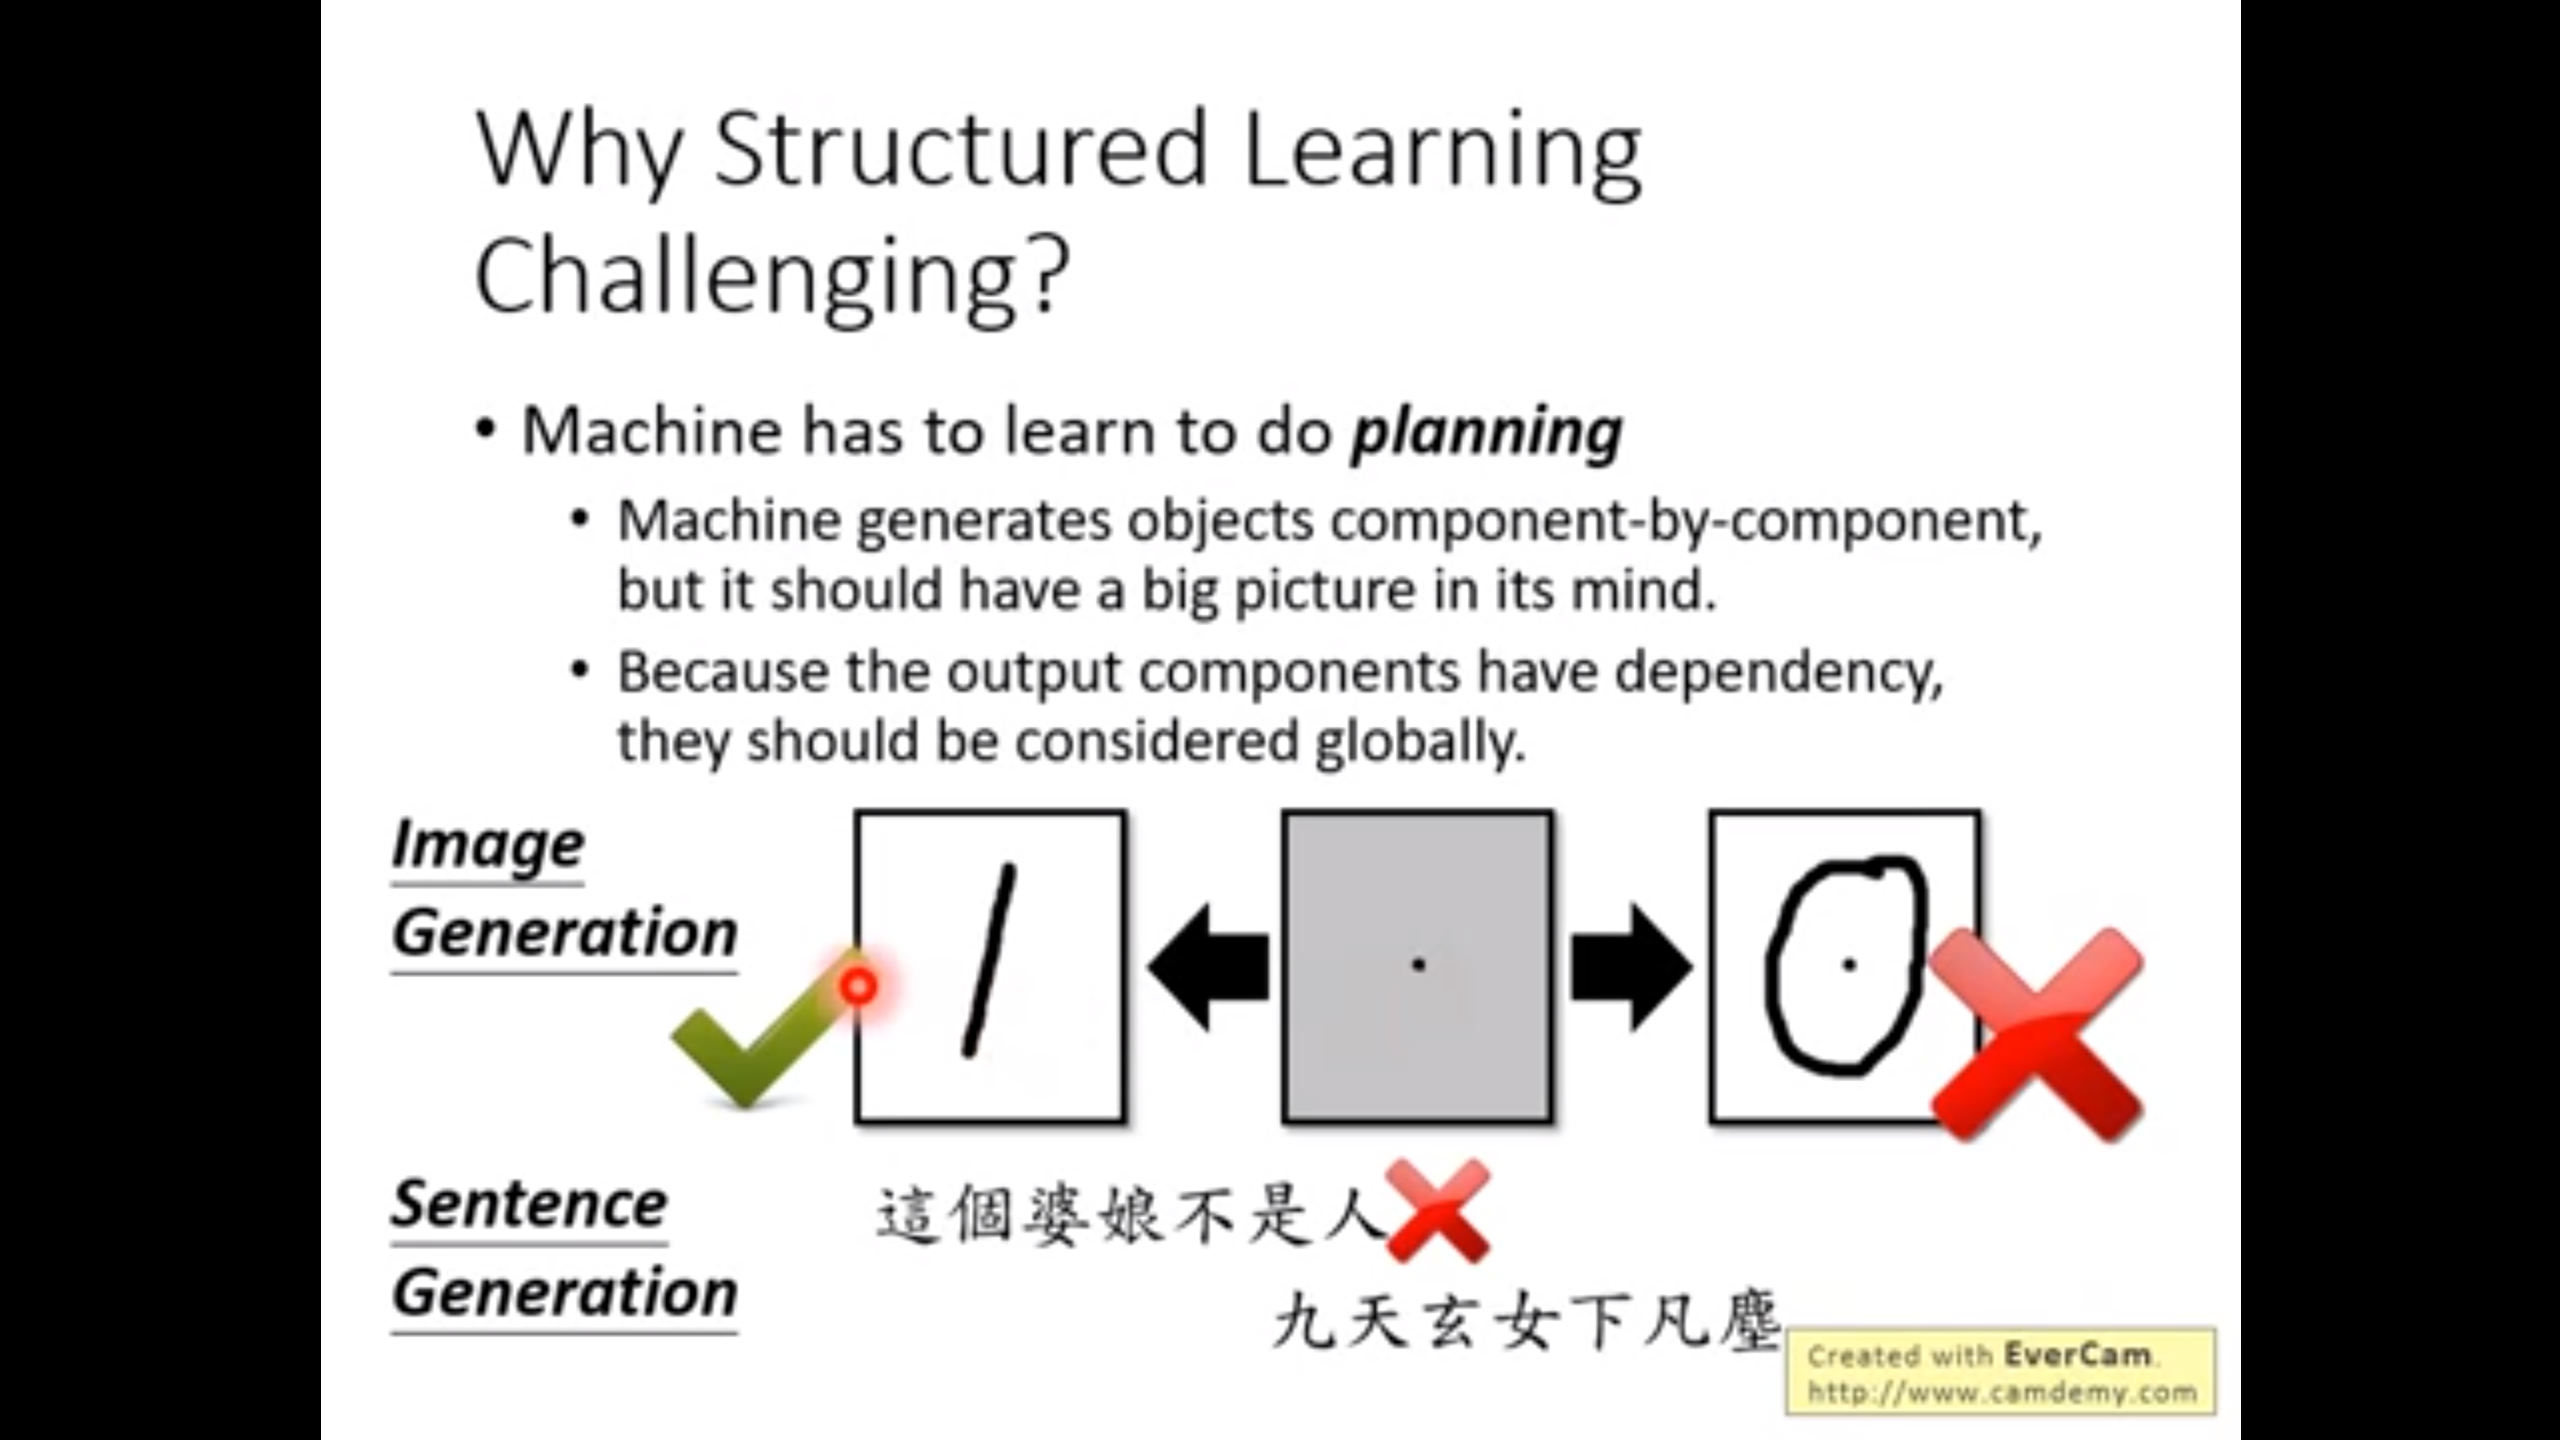 Why Structured Learning
Challenging?
• Machine has to learn to do planning
• Machine generates objects component-by-component,
but it should have a big picture in its mind.
• Because the output components have dependency,
they should be considered globally.
Image
Generation
1
0
Sentence
Generation
這個婆娘不是人
九天玄女下凡塵
Created with EverCam.
http://www.camdemy.com